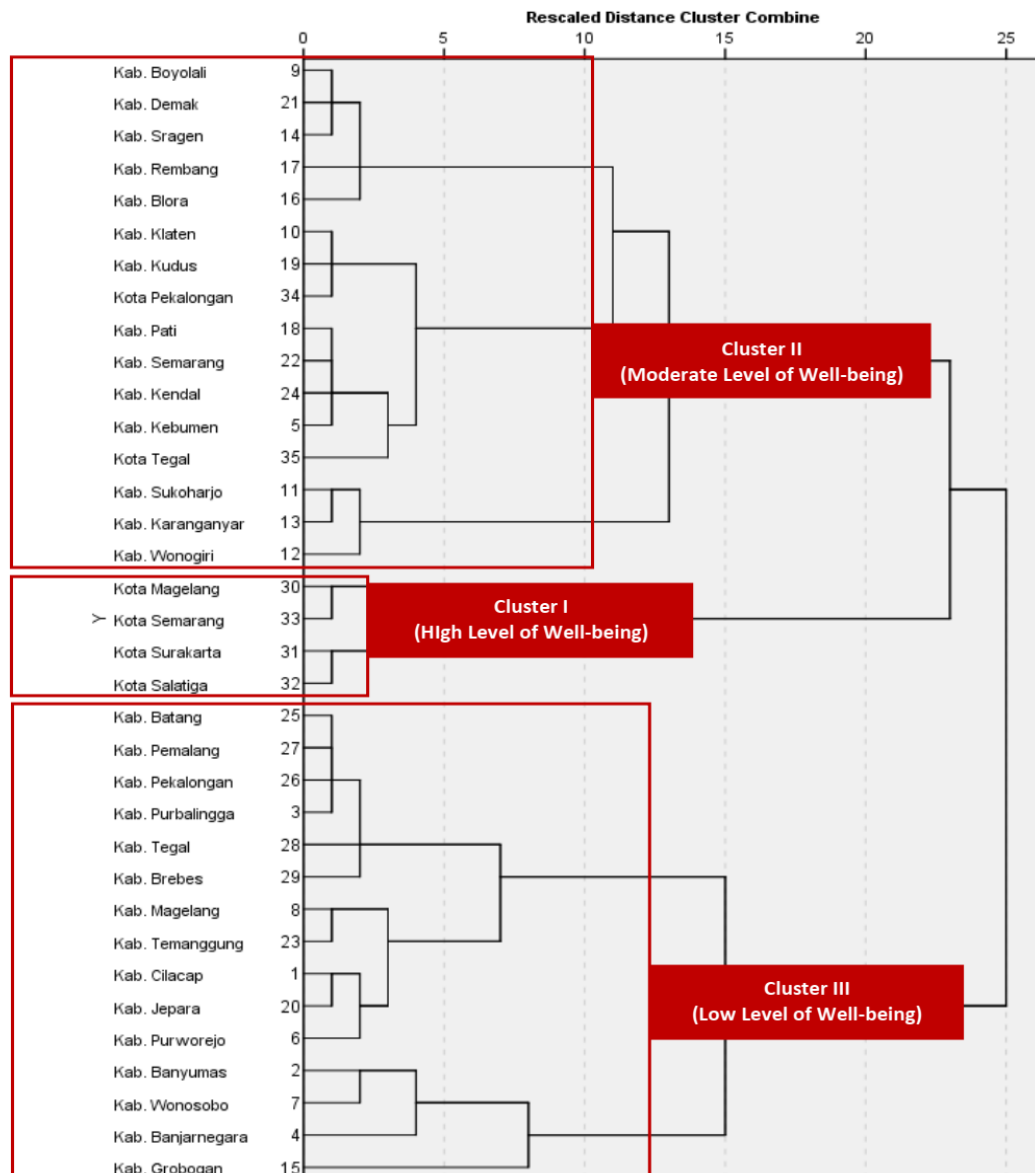 Rescaled Distance Cluster Combine
0 5 10 15 20 25
Kab. Boyolali 9
Kab. Demak 21
Kab. Sragen 14
Kab. Rembang 17
Kab. Blora 16
Kab. Klaten 10
Kab. Kudus 19
Kota Pekalongan 34
Kab. Pati 18
Kab. Semarang 22
Kab. Kendal 24
Kab. Kebumen 5
Kota Tegal 35
Kab. Sukoharjo 11
Kab. Karanganyar 13
Kab. Wonogiri 12
Cluster II
(Moderate Level of Well-being)
Kota Magelang 30
Y Kota Semarang 33
Kota Surakarta 31
Kota Salatiga 32
Cluster I
(HIgh Level of Well-being)
Kab. Batang 25
Kab. Pemalang 27
Kab. Pekalongan 26
Kab. Purbalingga 3
Kab. Tegal 28
Kab. Brebes 29
Kab. Magelang 8
Kab. Temanggung 23
Kab. Cilacap 1
Kab. Jepara 20
Kab. Purworejo 6
Kab. Banyumas 2
Kab. Wonosobo 7
Kab. Banjarnegara 4
Kab. Grobogan 15
Cluster III
(Low Level of Well-being)